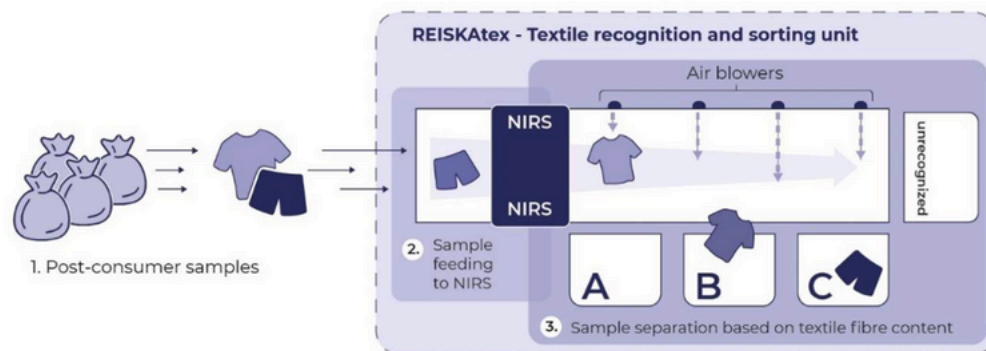 REISKAtex - Textile recognition and sorting unit
Air blowers
NIRS
NIRS
unrecognized
1. Post-consumer samples
2. Sample
feeding
to NIRS
A
B
C
3. Sample separation based on textile fibre content